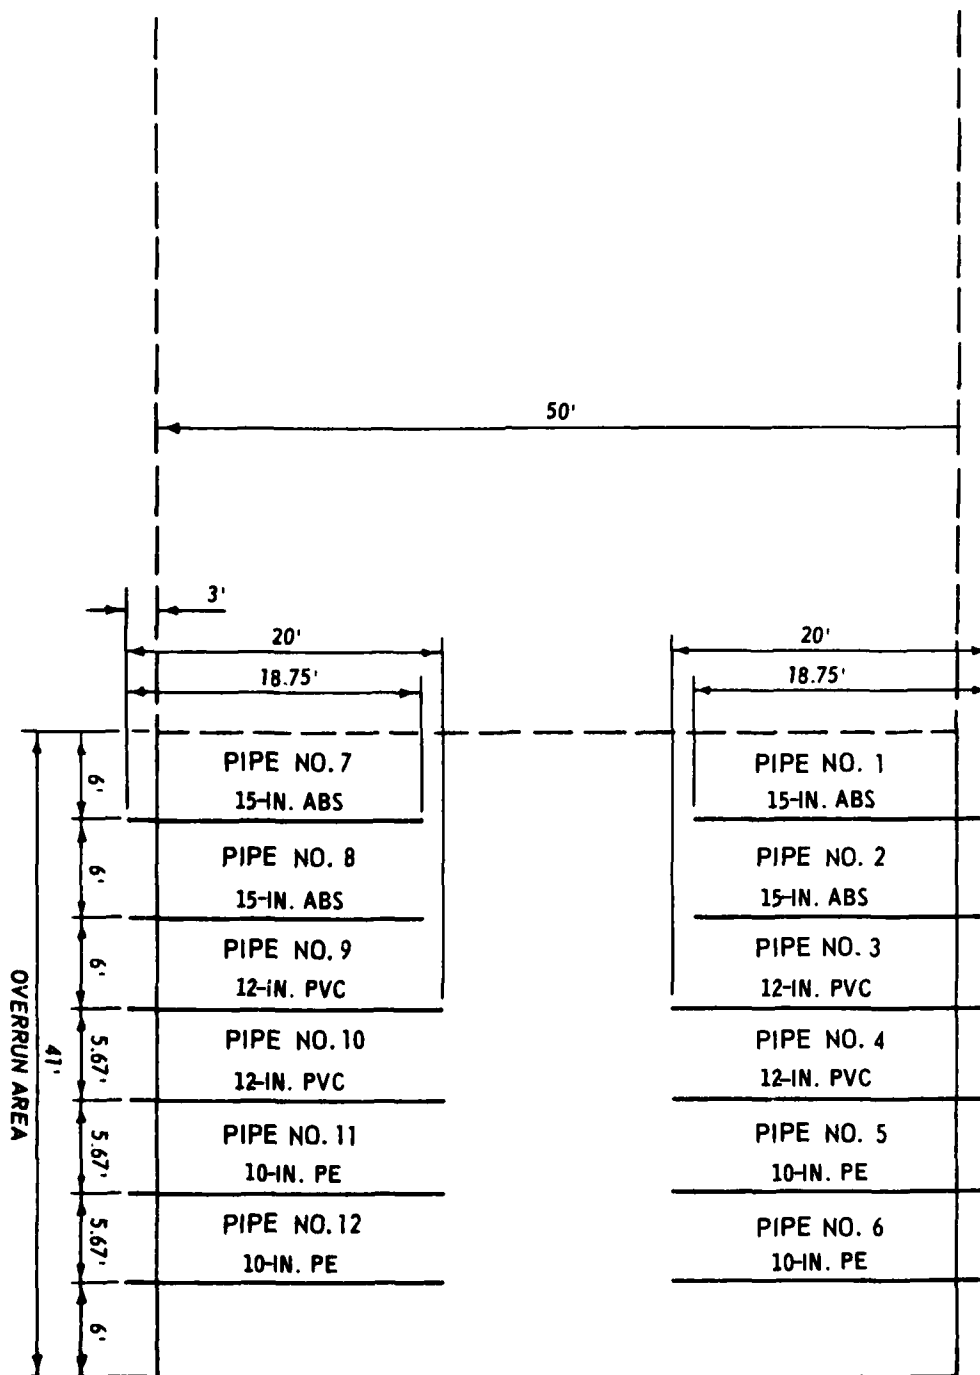 50'
3'
20'
20'
18.75'
18.75'
PIPE NO. 7
15-IN. ABS
PIPE NO. 1
15-IN. ABS
PIPE NO. 8
15-IN. ABS
PIPE NO. 2
15-IN. ABS
PIPE NO. 9
12-IN. PVC
PIPE NO. 3
12-IN. PVC
PIPE NO. 10
12-IN. PVC
PIPE NO. 4
12-IN. PVC
PIPE NO. 11
10-IN. PE
PIPE NO. 5
10-IN. PE
PIPE NO. 12
10-IN. PE
PIPE NO. 6
10-IN. PE
6'
6'
6'
5.67'
5.67'
5.67'
6'
41'
OVERRUN AREA